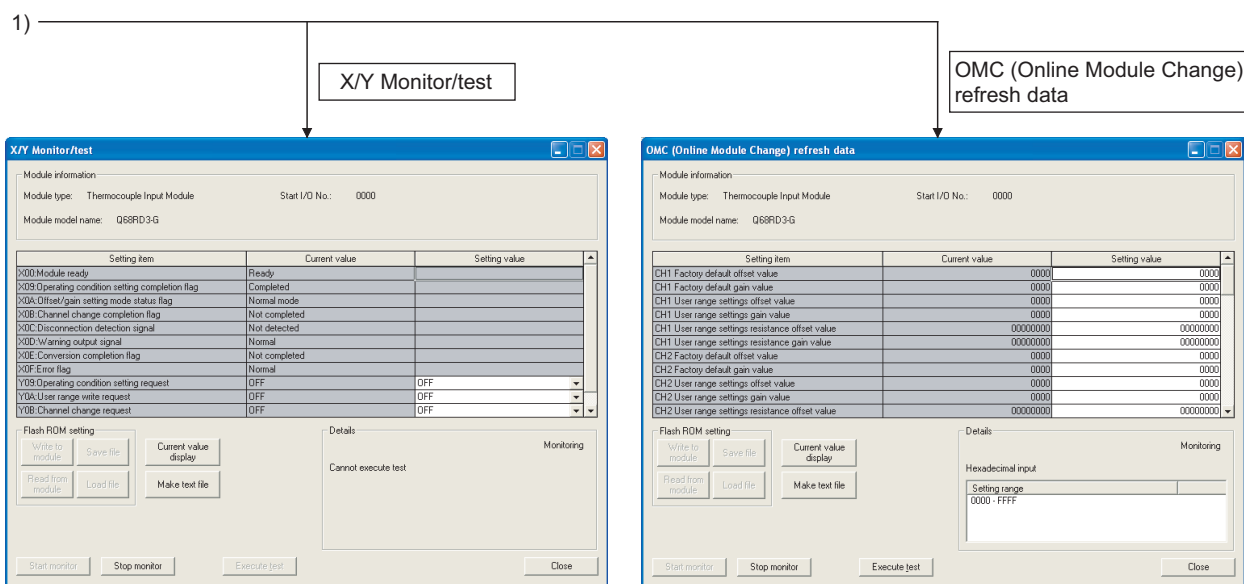 1)
X/Y Monitor/test
OMC (Online Module Change)
refresh data
X/Y Monitor/test
Module information
Module type: Thermocouple Input Module Start I/O No.: 0000
Module model name: Q68RD3-G
Setting item Current value Setting value
X00:Module ready Ready
X09:Operating condition setting completion flag Completed
X0A:Offset/gain setting mode status flag Normal mode
X0B:Channel change completion flag Not completed
X0C:Disconnection detection signal Not detected
X0D:Warning output signal Normal
X0E:Conversion completion flag Not completed
X0F:Error flag Normal
Y09:Operating condition setting request OFF OFF
Y0A:User range write request OFF OFF
Y0B:Channel change request OFF OFF
Flash ROM setting
Write to
module
Save file
Current value
display
Read from
module
Load file
Make text file
Details
Monitoring
Cannot execute test
Start monitor Stop monitor Execute test Close
OMC (Online Module Change) refresh data
Module information
Module type: Thermocouple Input Module Start I/O No.: 0000
Module model name: Q68RD3-G
Setting item Current value Setting value
CH1 Factory default offset value 0000 0000
CH1 Factory default gain value 0000 0000
CH1 User range settings offset value 0000 0000
CH1 User range settings gain value 0000 0000
CH1 User range settings resistance offset value 00000000 00000000
CH1 User range settings resistance gain value 00000000 00000000
CH2 Factory default offset value 0000 0000
CH2 Factory default gain value 0000 0000
CH2 User range settings offset value 0000 0000
CH2 User range settings gain value 0000 0000
CH2 User range settings resistance offset value 00000000 00000000
Flash ROM setting
Write to
module
Save file
Current value
display
Read from
module
Load file
Make text file
Details
Monitoring
Hexadecimal input
Setting range
0000 - FFFF
Start monitor Stop monitor Execute test Close